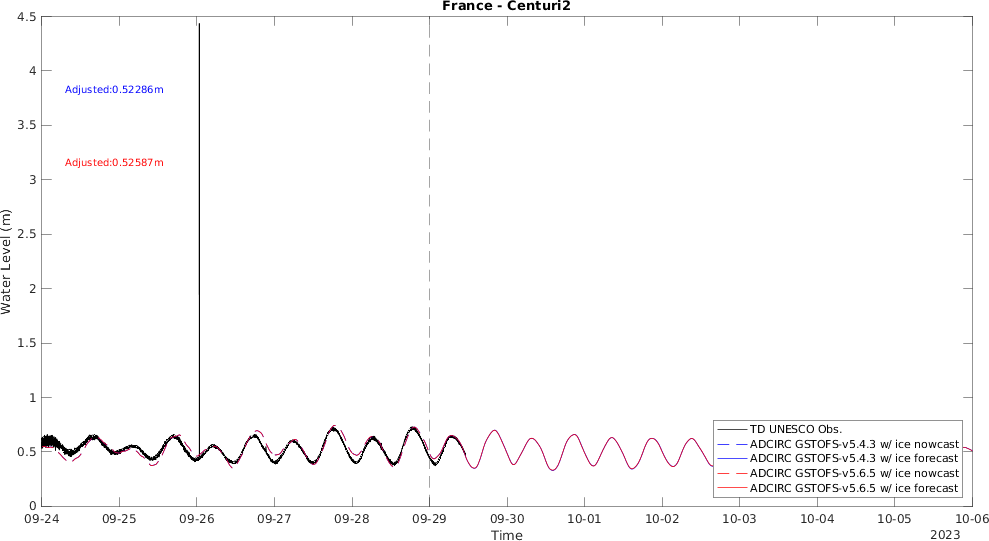 France - Centuri2
4.5
4
3.5
3
2.5
2
1.5
1
0.5
0
Water Level (m)
Adjusted:0.52286m
Adjusted:0.52587m
TD UNESCO Obs.
ADCIRC GSTOFS-v5.4.3 w/ ice nowcast
ADCIRC GSTOFS-v5.4.3 w/ ice forecast
ADCIRC GSTOFS-v5.6.5 w/ ice nowcast
ADCIRC GSTOFS-v5.6.5 w/ ice forecast
09-24 09-25 09-26 09-27 09-28 09-29 09-30 10-01 10-02 10-03 10-04 10-05 10-06
Time
2023